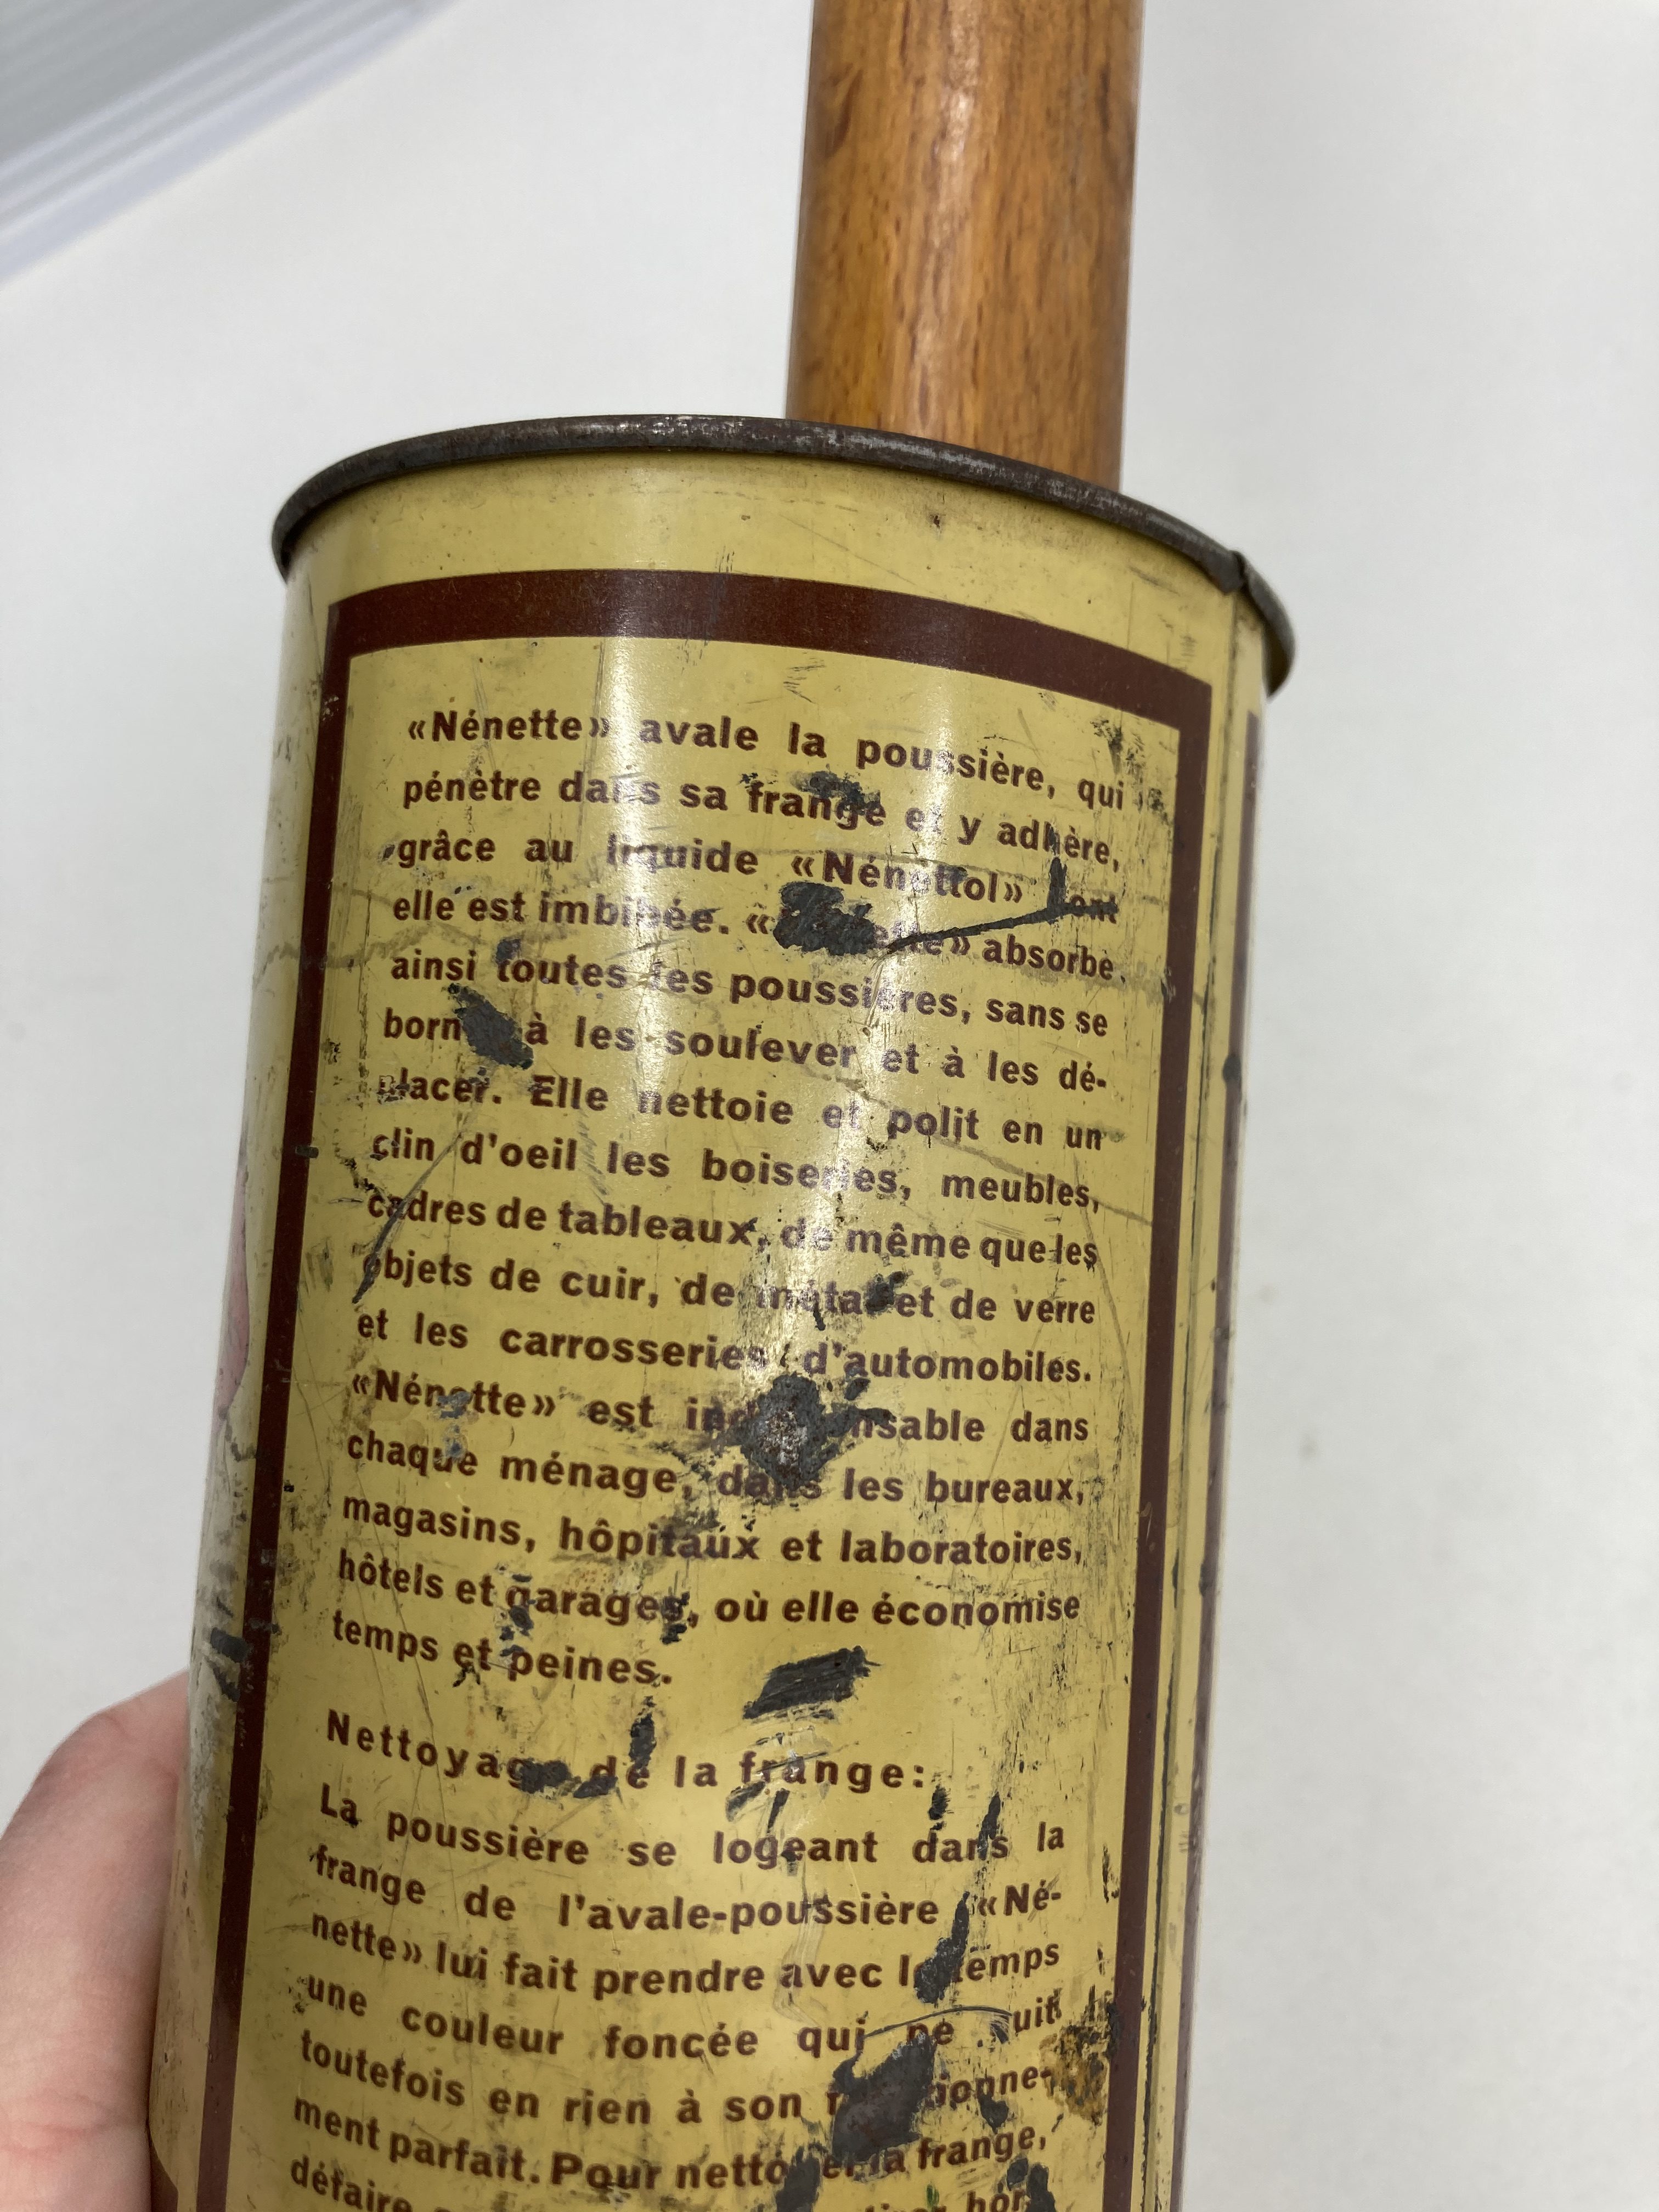 «Nénette» avale la poussière, qui
pénètre dans sa frange et y adhère,
grâce au liquide «Nénettol» dont
elle est imbibée. «Nénette» absorbe
ainsi toutes les poussières, sans se
born à les soulever et à les dé-
placer. Elle nettoie et polit en un
clin d'oeil les boiseries, meubles,
cadres de tableaux, de même que les
objets de cuir, de métal et de verre
et les carrosseries d'automobiles.
«Nénette» est indispensable dans
chaque ménage, dans les bureaux,
magasins, hôpitaux et laboratoires,
hôtels et garages, où elle économise
temps et peines.
Nettoyage de la frange:
La poussière se logeant dans la
frange de l'avale-poussière «Né-
nette» lui fait prendre avec le temps
une couleur foncée qui ne nuit
toutefois en rien à son
ment parfait. Pour nettoyer la frange,
défaire hors